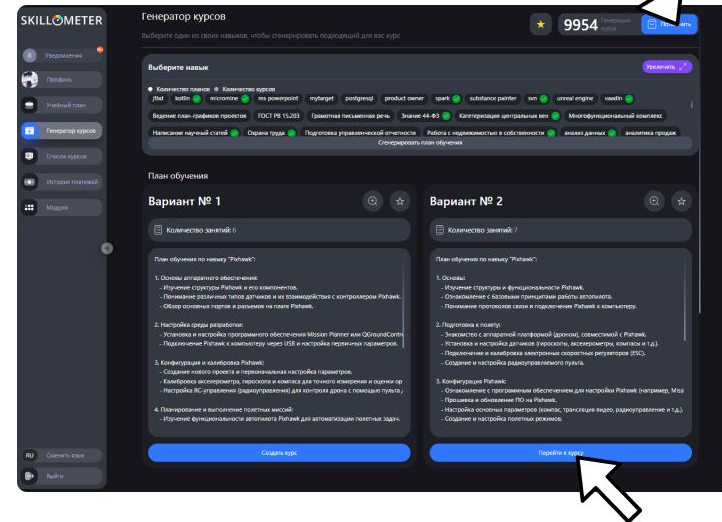 SKILLOMETER
Генератор курсов
Выберите один из своих навыков, чтобы сгенерировать подходящий для вас курс
9954 Генерации курса
Уведомления
Профиль
Учебный план
Генератор курсов
Список курсов
История платежей
Модули
RU Сменить язык
Выйти
Выберите навык
Увеличить
Количество планов Количество курсов
jtbd kotlin micromine ms powerpoint mytarget postgresql product owner spark substance painter svn unreal engine vaadin
Ведение план-графиков проектов ГОСТ РВ 15.203 Грамотная письменная речь Знание 44-ФЗ Катетеризация центральных вен Многофункциональный комплекс
Написание научный статей Охрана труда Подготовка управленческой отчетности Работа с недвижимостью в собственности анализ данных аналитика продаж
Сгенерировать план обучения
План обучения
Вариант № 1
Количество занятий: 6
План обучения по навыку "Pixhawk":
1. Основы аппаратного обеспечения:
- Изучение структуры Pixhawk и его компонентов.
- Понимание различных типов датчиков и их взаимодействия с контроллером Pixhawk.
- Обзор основных портов и разъемов на плате Pixhawk.
2. Настройка среды разработки:
- Установка и настройка программного обеспечения Mission Planner или QGroundContr
- Подключение Pixhawk к компьютеру через USB и настройка первичных параметров.
3. Конфигурация и калибровка Pixhawk:
- Создание нового проекта и первоначальная настройка параметров.
- Калибровка акселерометра, гироскопа и компаса для точного измерения и оценки ор
- Настройка RC-управления (радиоуправления) для контроля дрона с помощью пульта
4. Планирование и выполнение полетных миссий:
- Изучение функциональности автопилота Pixhawk для автоматизации полетных задач.
Создать курс
Вариант № 2
Количество занятий: 7
План обучения по навыку "Pixhawk":
1. Основы:
- Изучение структуры и функциональности Pixhawk.
- Ознакомление с базовыми принципами работы автопилота.
- Понимание протоколов связи и подключение Pixhawk к компьютеру.
2. Подготовка к полету:
- Знакомство с аппаратной платформой (дроном), совместимой с Pixhawk.
- Установка и настройка датчиков (гироскопы, акселерометры, компасы и т.д.).
- Подключение и калибровка электронных скоростных регуляторов (ESC).
- Создание и настройка радиоуправляемого пульта.
3. Конфигурация Pixhawk:
- Ознакомление с программным обеспечением для настройки Pixhawk (например, Missi
- Прошивка и обновление ПО на Pixhawk.
- Настройка основных параметров (компас, трансляция видео, радиоуправление и т.д.).
- Создание и настройка полетных режимов.
Перейти к курсу